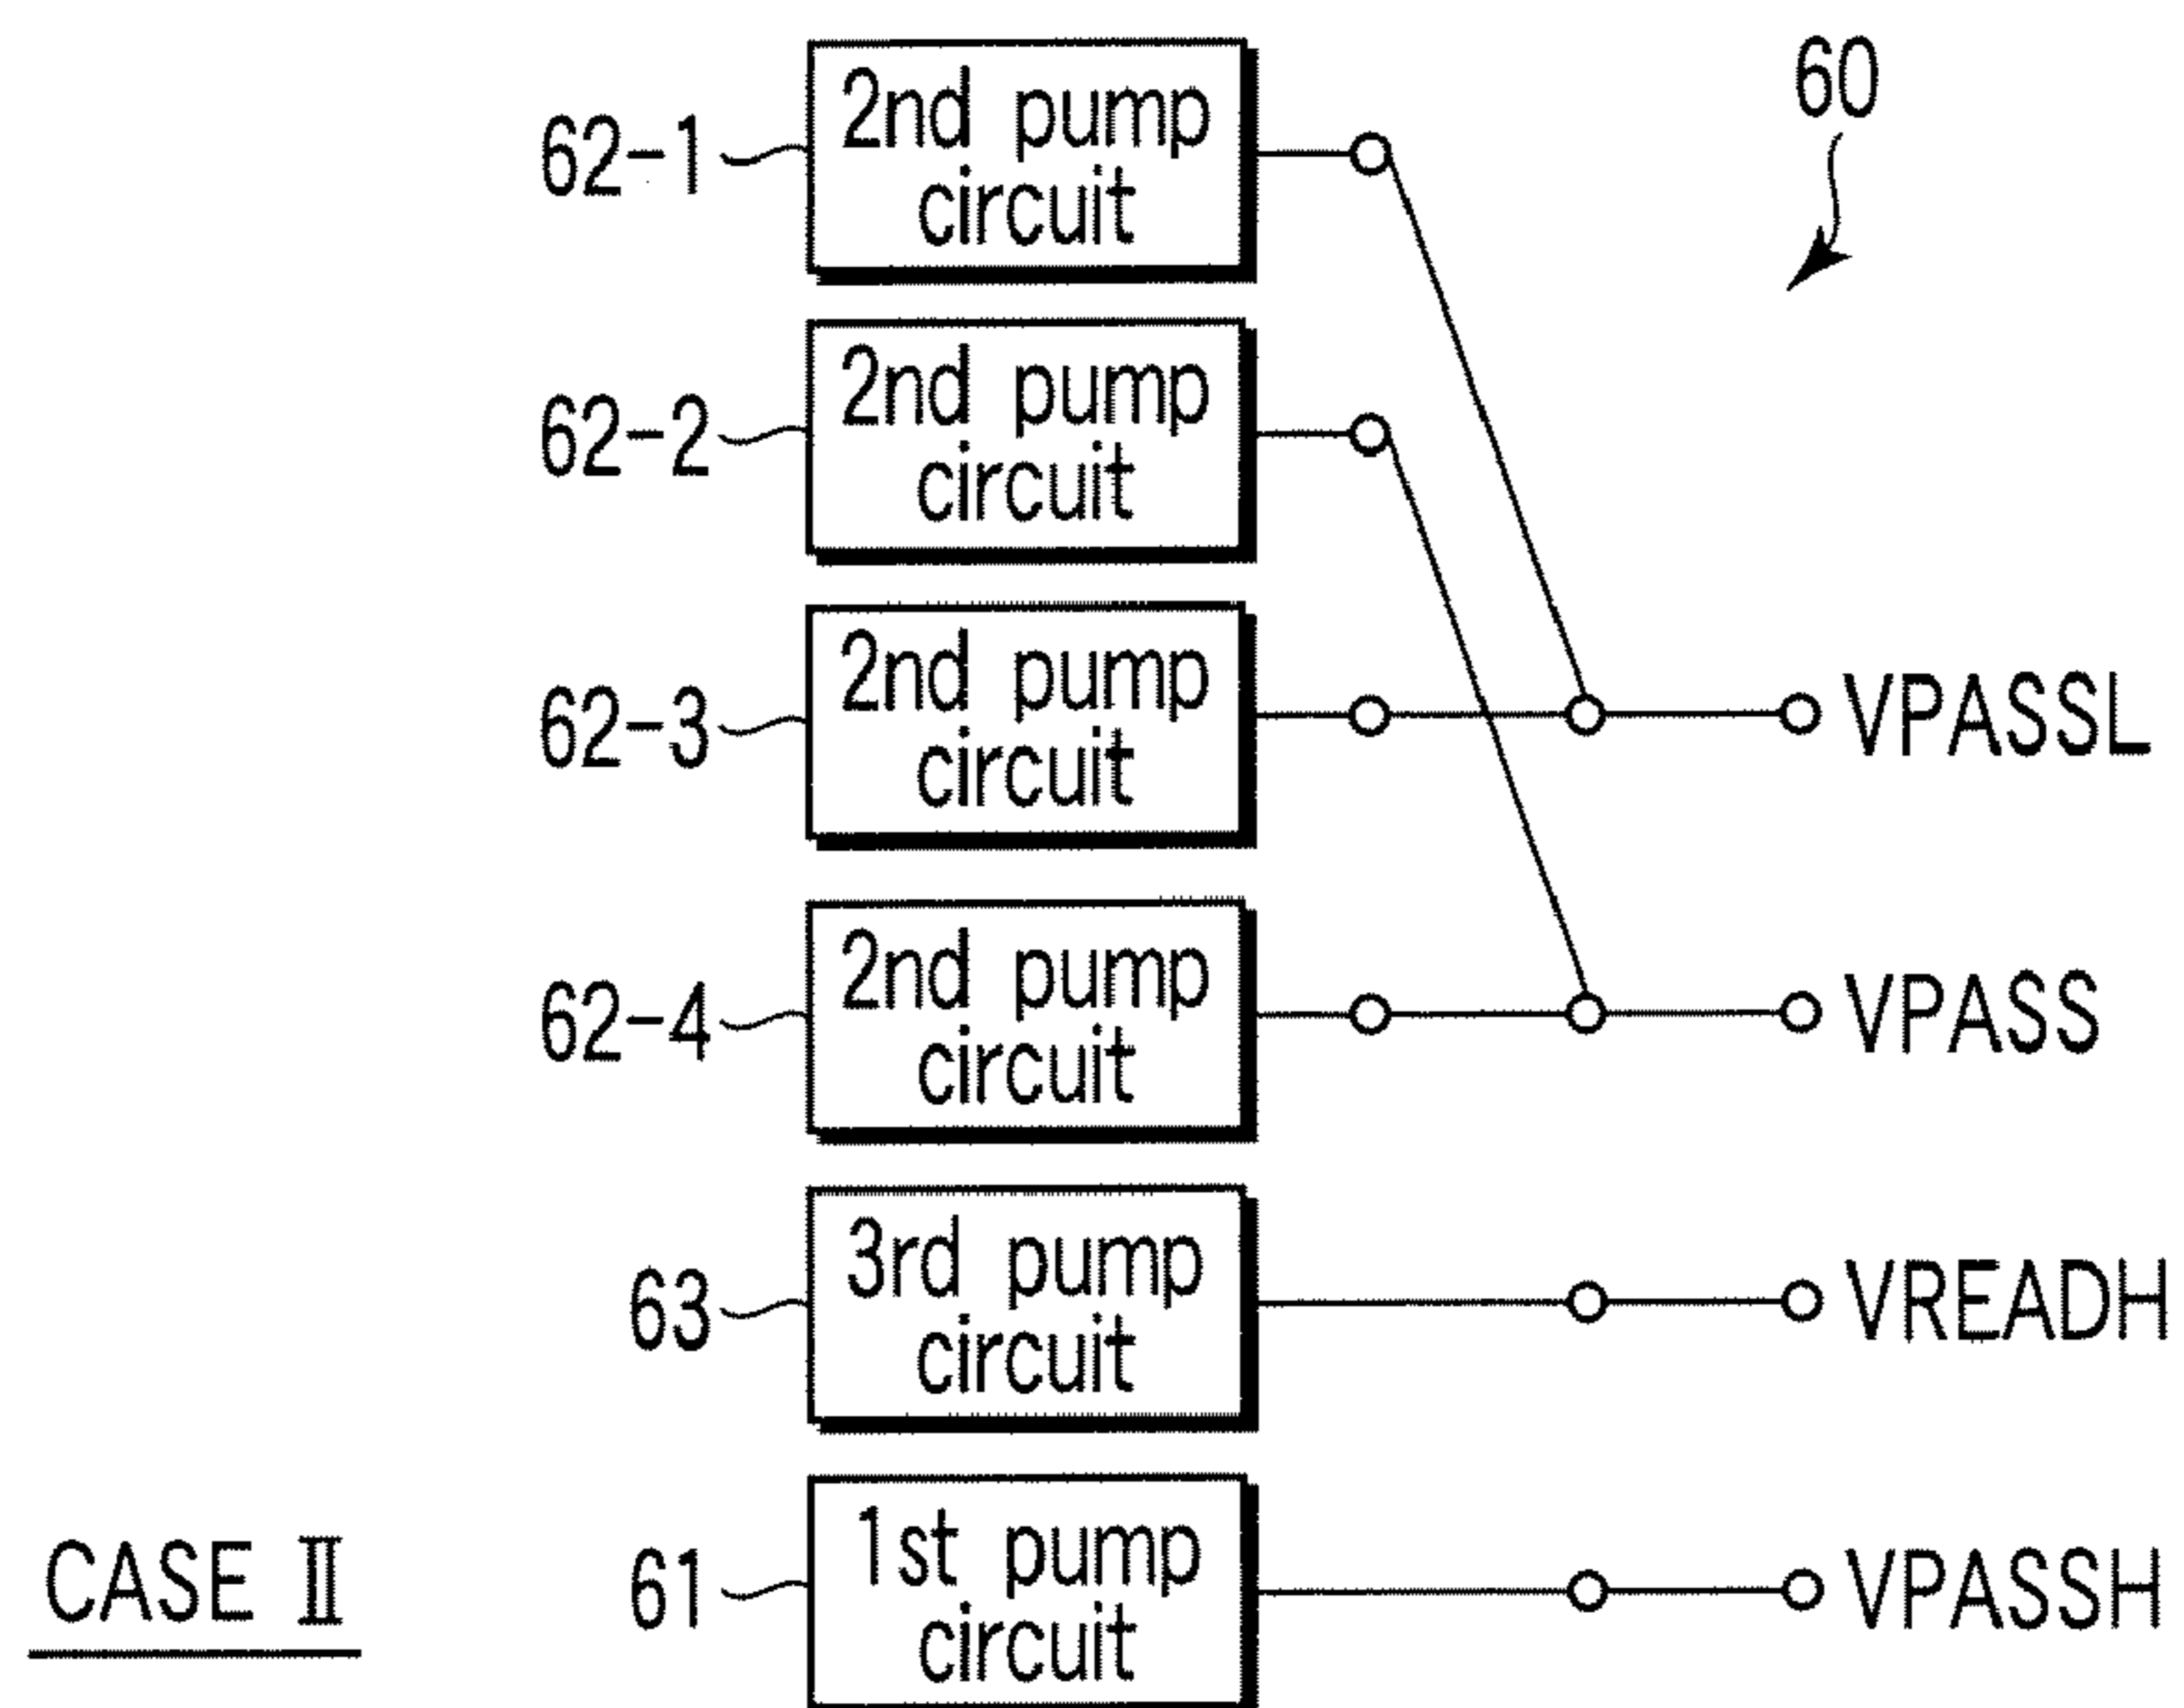 60
62-1
2nd pump
circuit
62-2
2nd pump
circuit
62-3
2nd pump
circuit
VPASSL
62-4
2nd pump
circuit
VPASS
63
3rd pump
circuit
VREADH
CASE II
61
1st pump
circuit
VPASSH